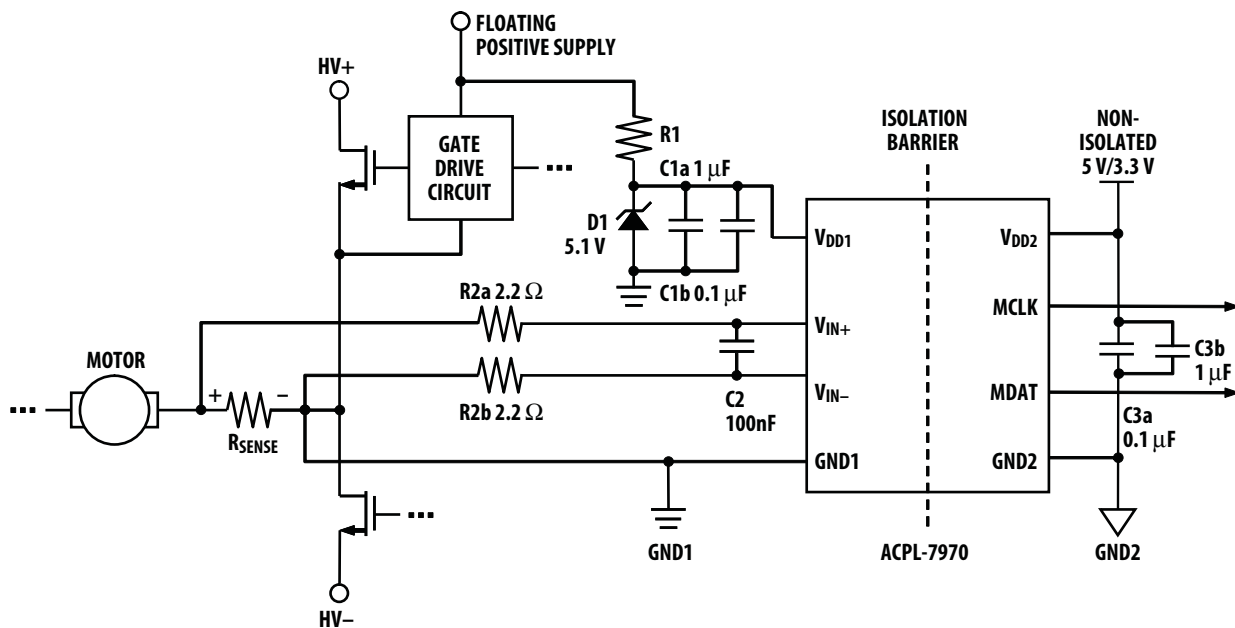 FLOATING
POSITIVE SUPPLY
HV+
GATE
DRIVE
CIRCUIT
R1
C1a 1 μF
D1
5.1 V
C1b 0.1 μF
ISOLATION
BARRIER
NON-
ISOLATED
5 V/3.3 V
VDD1
VDD2
R2a 2.2 Ω
VIN+
MCLK
MOTOR
+
−
RSENSE
R2b 2.2 Ω
C2
100nF
VIN−
MDAT
C3b
1 μF
C3a
0.1 μF
GND1
GND2
GND1
ACPL-7970
GND2
HV−